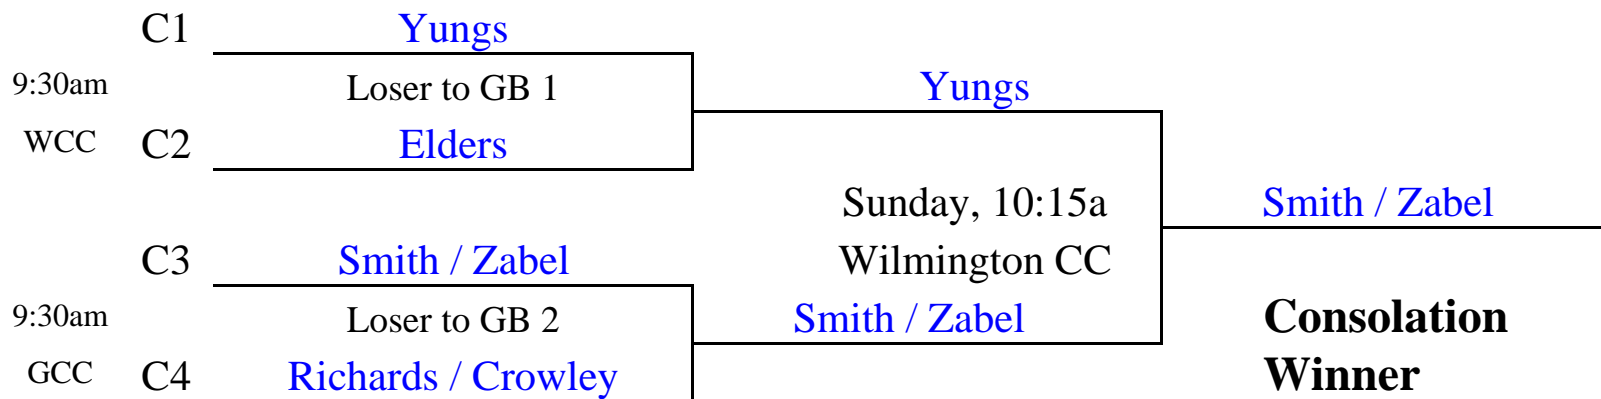 C1 Yungs
9:30am Loser to GB 1 Yungs
WCC C2 Elders
Sunday, 10:15a Smith / Zabel
C3 Smith / Zabel Wilmington CC
9:30am Loser to GB 2 Smith / Zabel Consolation
GCC C4 Richards / Crowley Winner